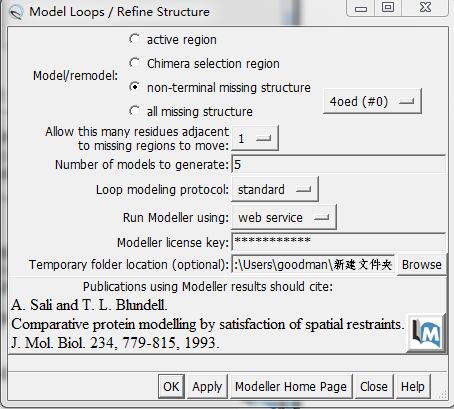 Model Loops / Refine Structure
active region
Chimera selection region
Model/remodel:
non-terminal missing structure
4oed (#0)
all missing structure
Allow this many residues adjacent
to missing regions to move:
1
Number of models to generate:
5
Loop modeling protocol:
standard
Run Modeller using:
web service
Modeller license key:
***********
Temporary folder location (optional):
:\Users\goodman\新建文件夹
Browse
Publications using Modeller results should cite:
A. Sali and T. L. Blundell.
Comparative protein modelling by satisfaction of spatial restraints.
J. Mol. Biol. 234, 779-815, 1993.
OK
Apply
Modeller Home Page
Close
Help